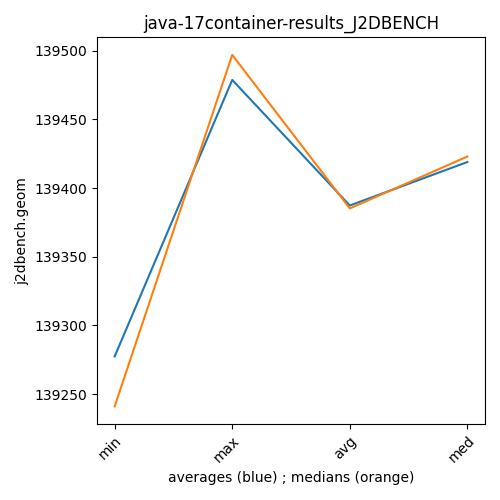 java-17container-results_J2DBENCH
j2dbench.geom
139500
139450
139400
139350
139300
139250
min
max
avg
med
averages (blue) ; medians (orange)